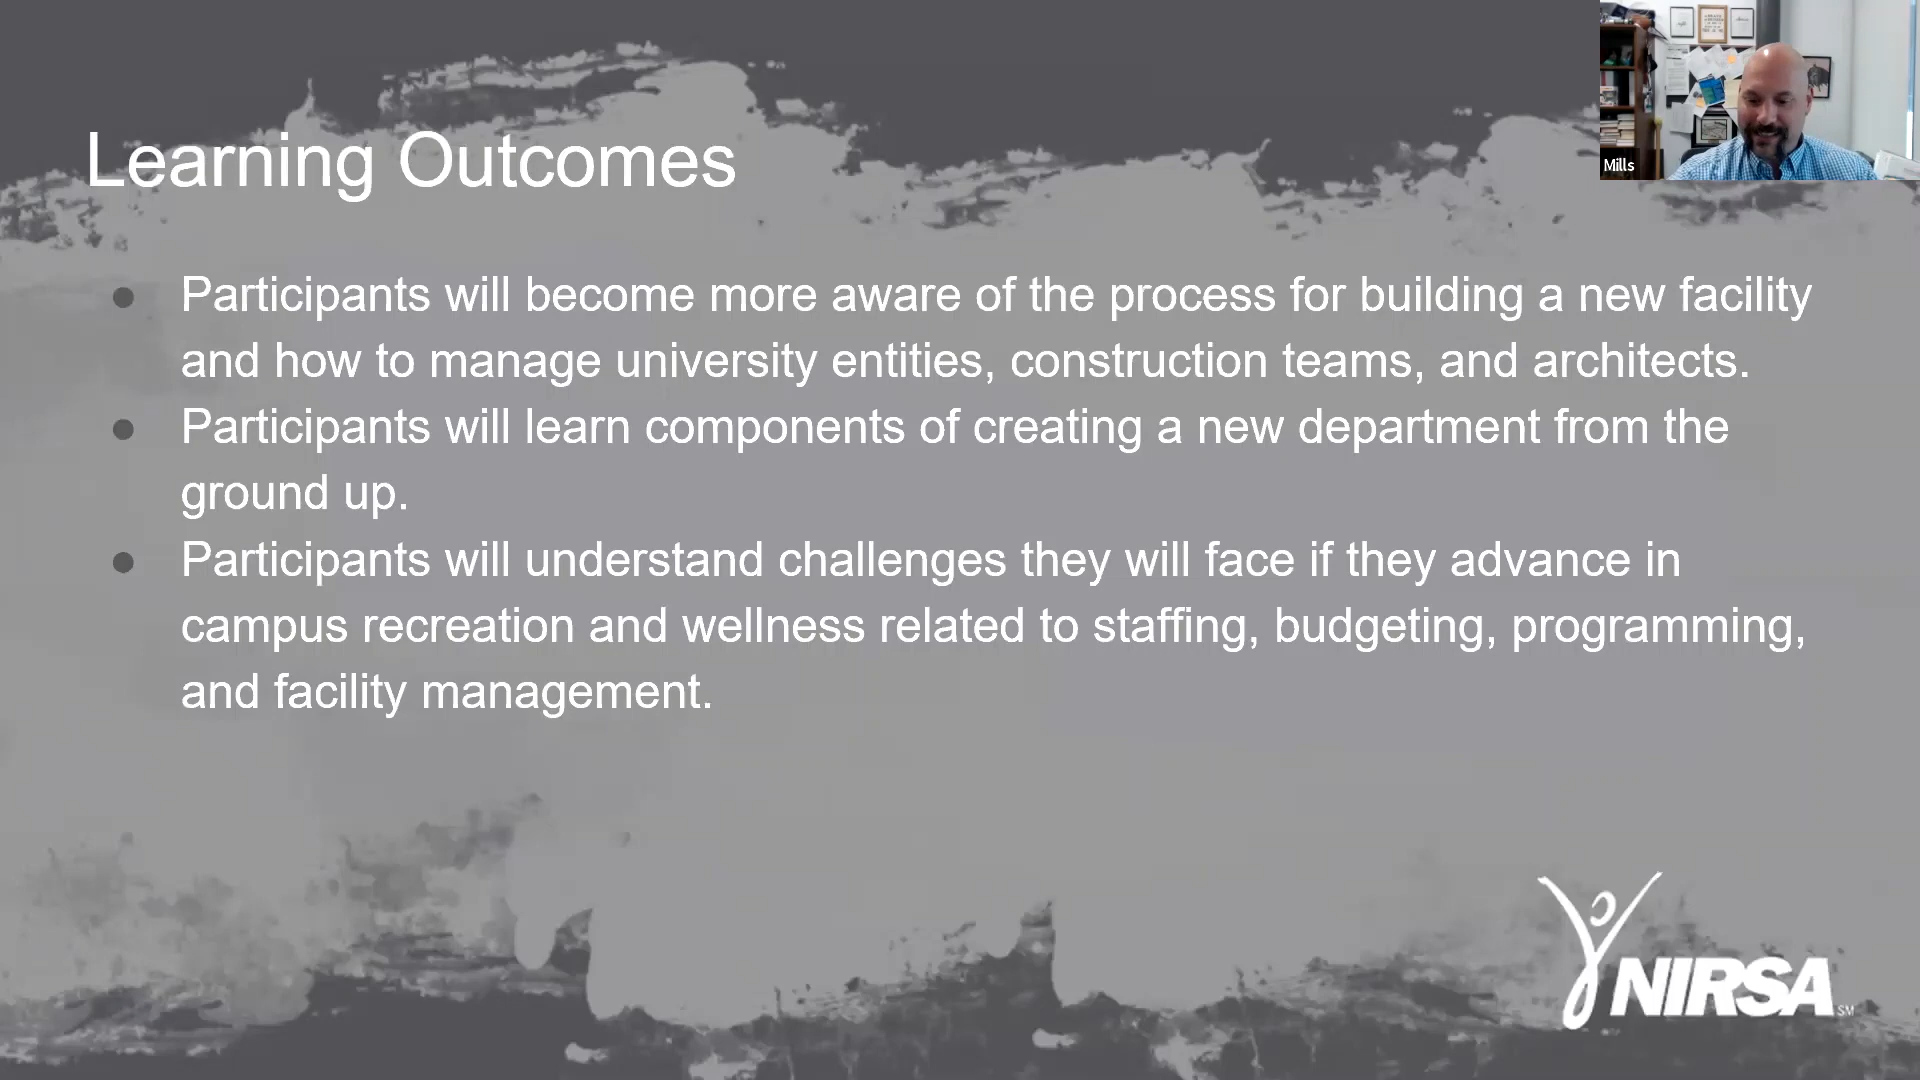 Mills
Learning Outcomes
● Participants will become more aware of the process for building a new facility
and how to manage university entities, construction teams, and architects.
● Participants will learn components of creating a new department from the
ground up.
● Participants will understand challenges they will face if they advance in
campus recreation and wellness related to staffing, budgeting, programming,
and facility management.
NIRSA SM